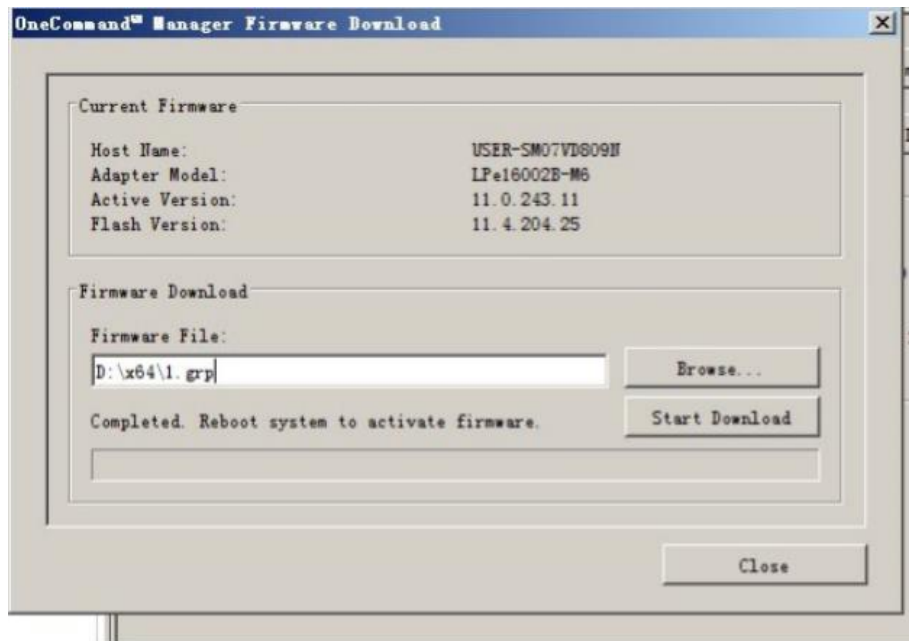 OneCommand™ Manager Firmware Download
Current Firmware
Host Name: USER-SM07VD809N
Adapter Model: LPe16002B-M6
Active Version: 11.0.243.11
Flash Version: 11.4.204.25
Firmware Download
Firmware File:
D:\x64\1.grp
Browse...
Completed. Reboot system to activate firmware.
Start Download
Close